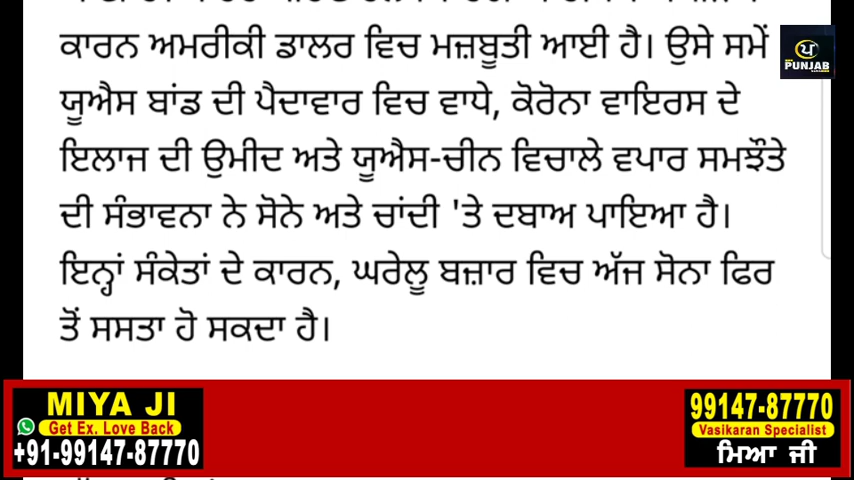 ਕਾਰਨ ਅਮਰੀਕੀ ਡਾਲਰ ਵਿਚ ਮਜ਼ਬੂਤੀ ਆਈ ਹੈ। ਉਸੇ ਸਮੇਂ
ਯੂਐਸ ਬਾਂਡ ਦੀ ਪੈਦਾਵਾਰ ਵਿਚ ਵਾਧੇ, ਕੋਰੋਨਾ ਵਾਇਰਸ ਦੇ
ਇਲਾਜ ਦੀ ਉਮੀਦ ਅਤੇ ਯੂਐਸ-ਚੀਨ ਵਿਚਾਲੇ ਵਪਾਰ ਸਮਝੌਤੇ
ਦੀ ਸੰਭਾਵਨਾ ਨੇ ਸੋਨੇ ਅਤੇ ਚਾਂਦੀ 'ਤੇ ਦਬਾਅ ਪਾਇਆ ਹੈ।
ਇਨ੍ਹਾਂ ਸੰਕੇਤਾਂ ਦੇ ਕਾਰਨ, ਘਰੇਲੂ ਬਜ਼ਾਰ ਵਿਚ ਅੱਜ ਸੋਨਾ ਫਿਰ
ਤੋਂ ਸਸਤਾ ਹੋ ਸਕਦਾ ਹੈ।
ਪ
PUNJAB
MIYA JI
Get Ex. Love Back
+91-99147-87770
99147-87770
Vasikaran Specialist
ਮਿਆ ਜੀ